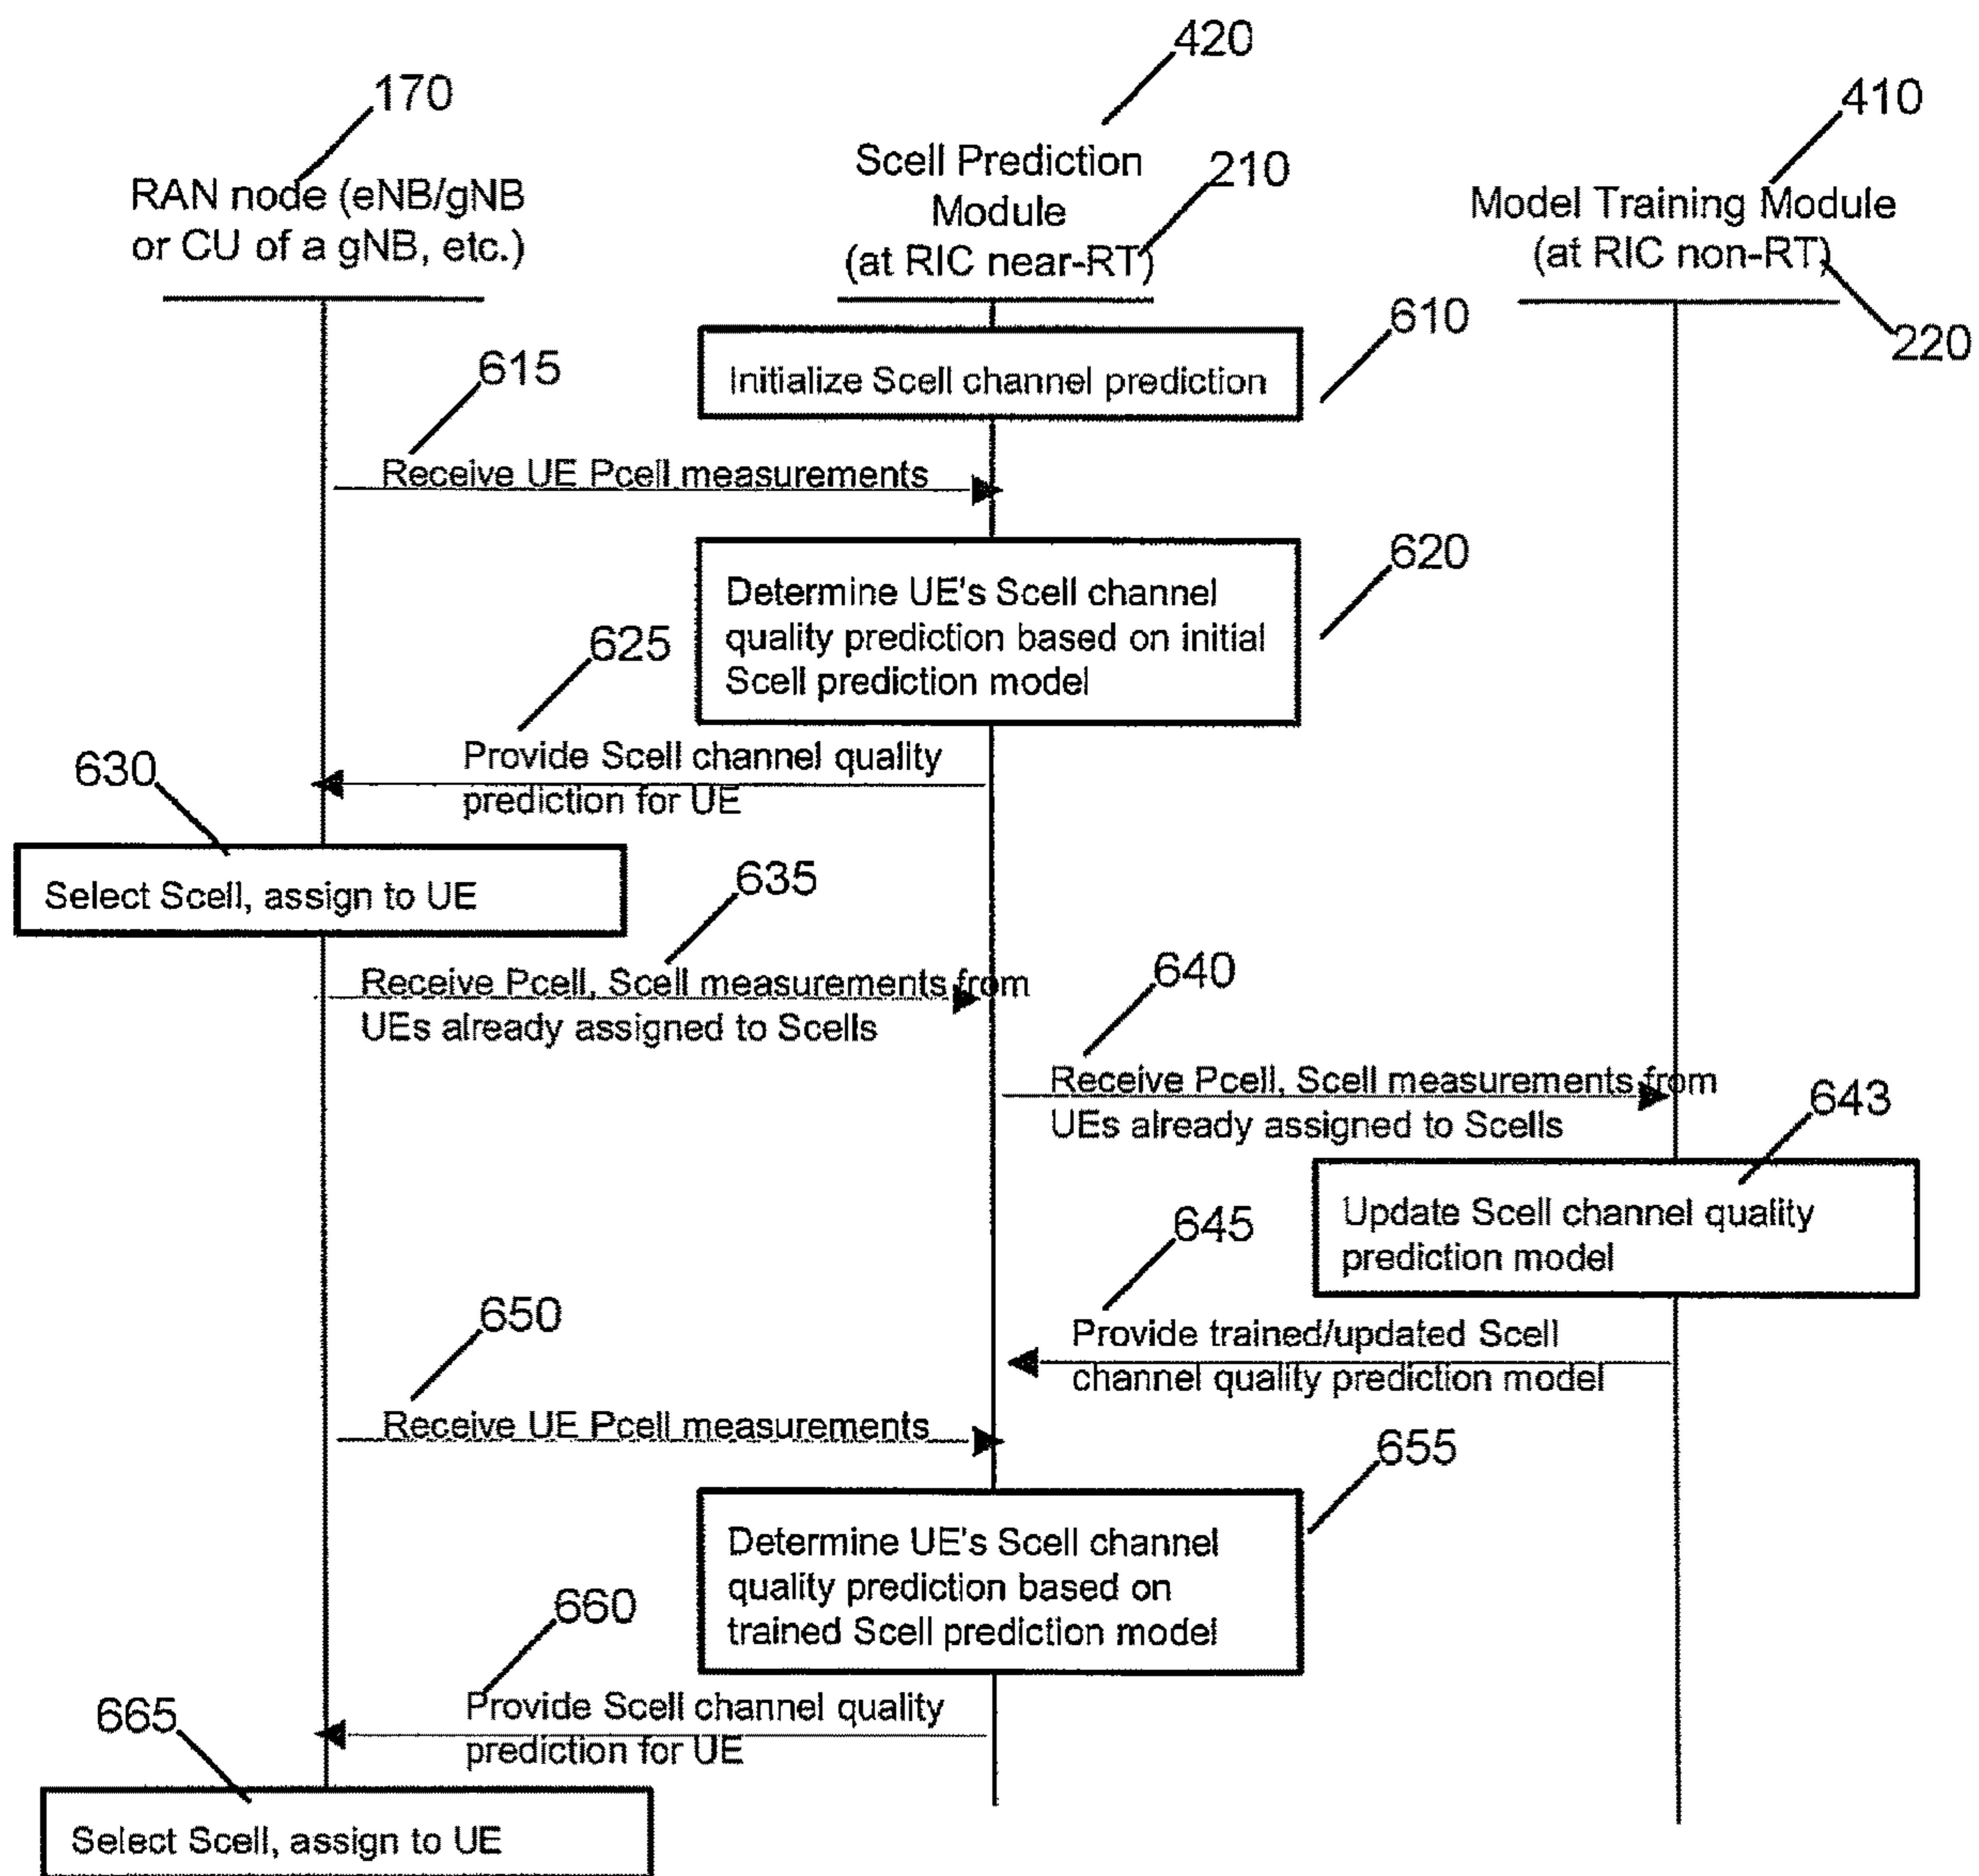 420
170
410
Scell Prediction
Module
(at RIC near-RT)
210
RAN node (eNB/gNB
or CU of a gNB, etc.)
Model Training Module
(at RIC non-RT)
220
610
Initialize Scell channel prediction
615
Receive UE Pcell measurements
620
Determine UE's Scell channel
quality prediction based on initial
Scell prediction model
625
Provide Scell channel quality
prediction for UE
630
Select Scell, assign to UE
635
Receive Pcell, Scell measurements from
UEs already assigned to Scells
640
Receive Pcell, Scell measurements from
UEs already assigned to Scells
643
Update Scell channel quality
prediction model
645
Provide trained/updated Scell
channel quality prediction model
650
Receive UE Pcell measurements
655
Determine UE's Scell channel
quality prediction based on
trained Scell prediction model
660
Provide Scell channel quality
prediction for UE
665
Select Scell, assign to UE